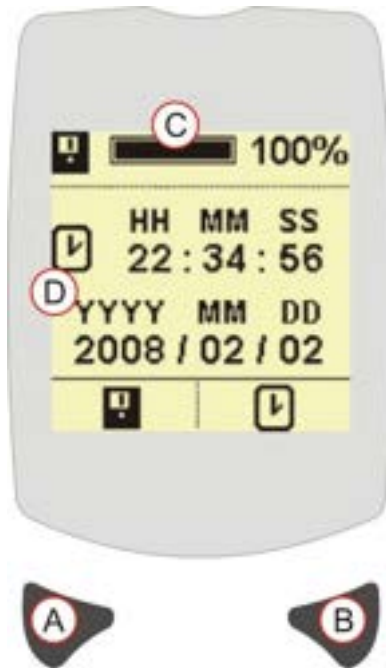 C
100%
HH MM SS
22 : 34 : 56
D
YYYY MM DD
2008 / 02 / 02
A B